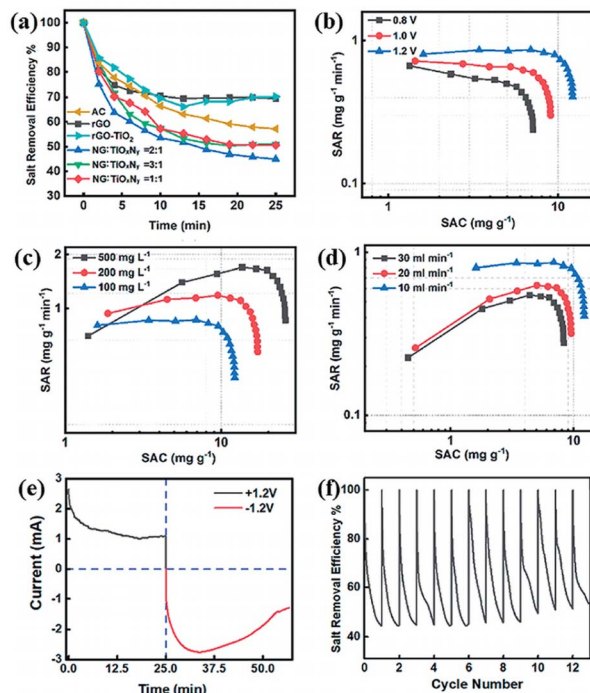 (a)
Salt Removal Efficiency %
100
90
80
70
60
50
40
30
AC
rGO
rGO-TiO₂
NG:TiOₓNᵧ =2:1
NG:TiOₓNᵧ =3:1
NG:TiOₓNᵧ =1:1
0 5 10 15 20 25
Time (min)
(b)
SAR (mg g⁻¹ min⁻¹)
1
0.1
0.8 V
1.0 V
1.2 V
1 10
SAC (mg g⁻¹)
(c)
SAR (mg g⁻¹ min⁻¹)
2
1
500 mg L⁻¹
200 mg L⁻¹
100 mg L⁻¹
1 10
SAC (mg g⁻¹)
(d)
SAR (mg g⁻¹ min⁻¹)
1
0.1
30 ml min⁻¹
20 ml min⁻¹
10 ml min⁻¹
1 10
SAC (mg g⁻¹)
(e)
Current (mA)
3
2
1
0
-1
-2
-3
+1.2V
-1.2V
0.0 12.5 25.0 37.5 50.0
Time (min)
(f)
Salt Removal Efficiency %
100
80
60
40
0 2 4 6 8 10 12
Cycle Number